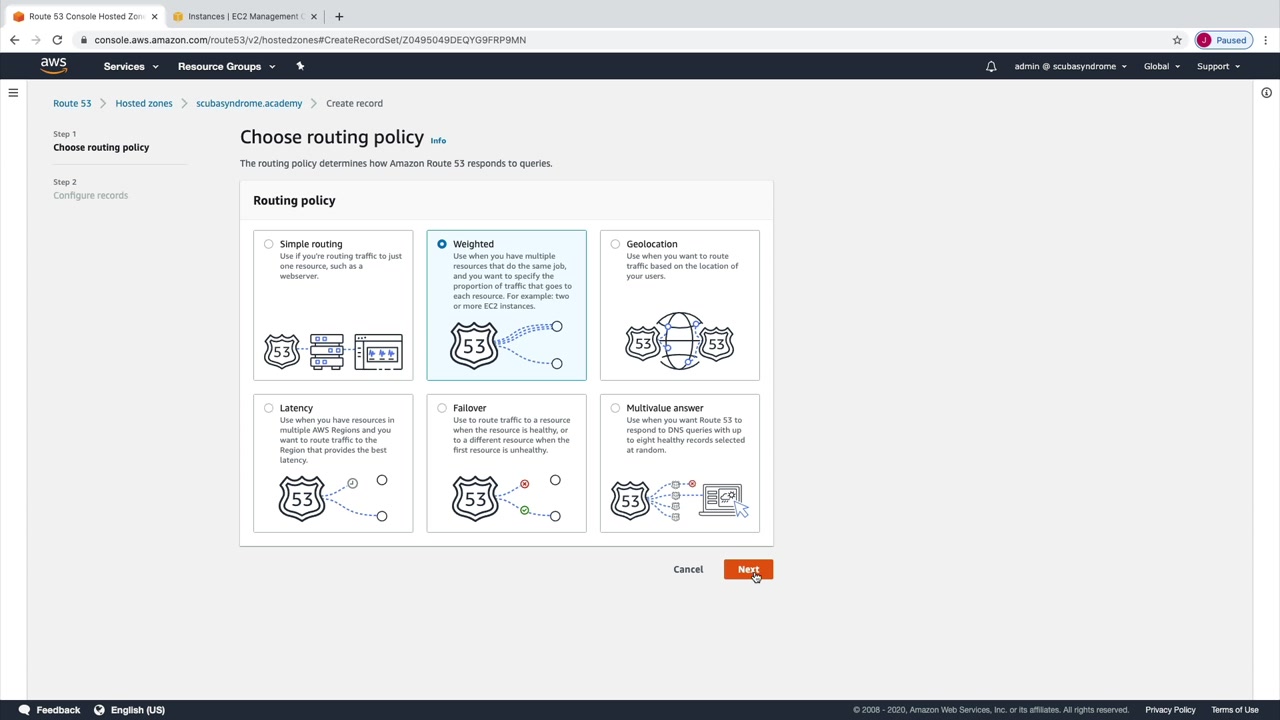 Route 53 Console Hosted Zon
Instances | EC2 Management C
console.aws.amazon.com/route53/v2/hostedzones#CreateRecordSet/Z0495049DEQYG9FRP9MN
J Paused
aws
Services
Resource Groups
admin @ scubasyndrome
Global
Support
Route 53
Hosted zones
scubasyndrome.academy
Create record
Step 1
Choose routing policy
Step 2
Configure records
Choose routing policy
Info
The routing policy determines how Amazon Route 53 responds to queries.
Routing policy
Simple routing
Use if you're routing traffic to just
one resource, such as a
webserver.
53
Weighted
Use when you have multiple
resources that do the same job,
and you want to specify the
proportion of traffic that goes to
each resource. For example: two
or more EC2 instances.
53
Geolocation
Use when you want to route
traffic based on the location of
your users.
53
53
Latency
Use when you have resources in
multiple AWS Regions and you
want to route traffic to the
Region that provides the best
latency.
53
Failover
Use to route traffic to a resource
when the resource is healthy, or
to a different resource when the
first resource is unhealthy.
53
Multivalue answer
Use when you want Route 53 to
respond to DNS queries with up
to eight healthy records selected
at random.
53
Cancel
Next
Feedback
English (US)
© 2008 - 2020, Amazon Web Services, Inc. or its affiliates. All rights reserved.
Privacy Policy
Terms of Use